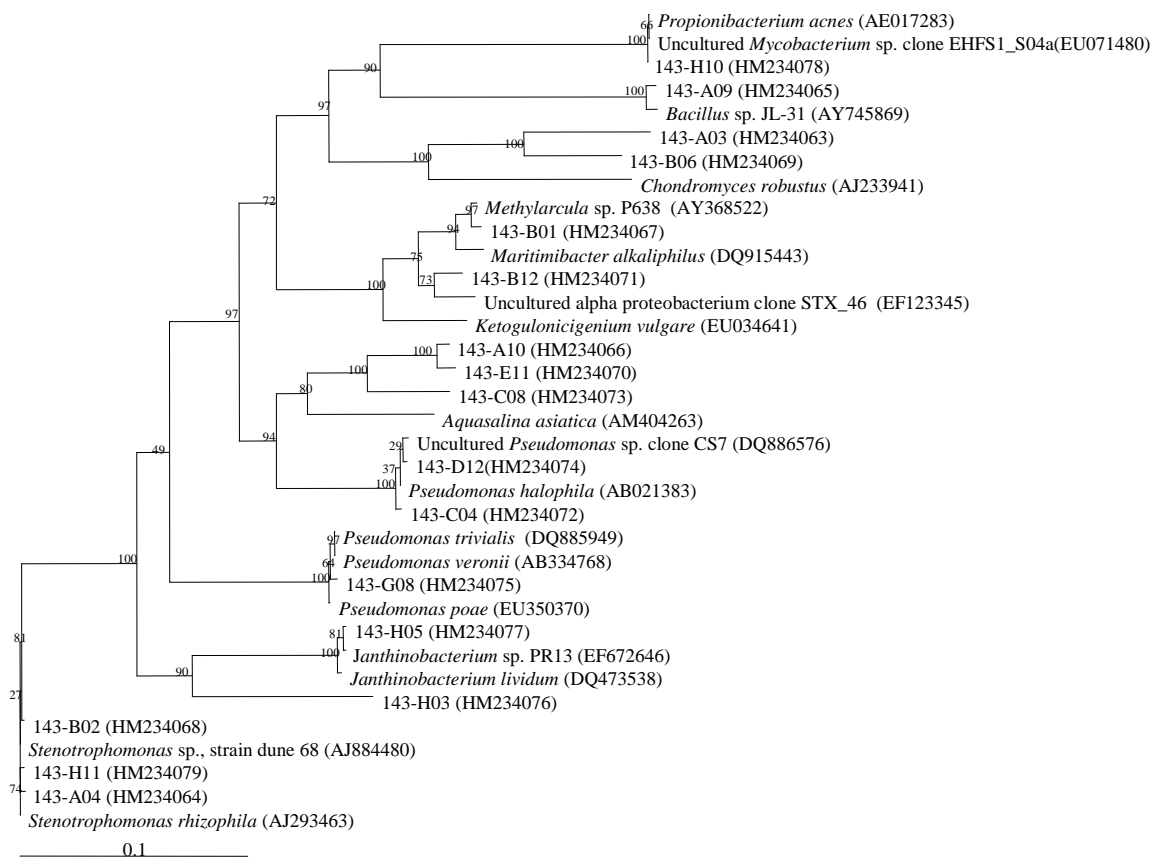 66
Propionibacterium acnes (AE017283)
100
Uncultured Mycobacterium sp. clone EHFS1_S04a(EU071480)
143-H10 (HM234078)
90
100
143-A09 (HM234065)
Bacillus sp. JL-31 (AY745869)
97
143-A03 (HM234063)
100
143-B06 (HM234069)
100
Chondromyces robustus (AJ233941)
72
97
Methylarcula sp. P638 (AY368522)
94
143-B01 (HM234067)
Maritimibacter alkaliphilus (DQ915443)
75
143-B12 (HM234071)
73
100
Uncultured alpha proteobacterium clone STX_46 (EF123345)
Ketogulonicigenium vulgare (EU034641)
97
100
143-A10 (HM234066)
143-E11 (HM234070)
100
143-C08 (HM234073)
80
Aquasalina asiatica (AM404263)
94
29
Uncultured Pseudomonas sp. clone CS7 (DQ886576)
37
143-D12(HM234074)
100
Pseudomonas halophila (AB021383)
143-C04 (HM234072)
49
97
Pseudomonas trivialis (DQ885949)
64
Pseudomonas veronii (AB334768)
100
143-G08 (HM234075)
Pseudomonas poae (EU350370)
100
81
143-H05 (HM234077)
100
Janthinobacterium sp. PR13 (EF672646)
90
Janthinobacterium lividum (DQ473538)
143-H03 (HM234076)
81
27
143-B02 (HM234068)
Stenotrophomonas sp., strain dune 68 (AJ884480)
143-H11 (HM234079)
74
143-A04 (HM234064)
Stenotrophomonas rhizophila (AJ293463)
0.1